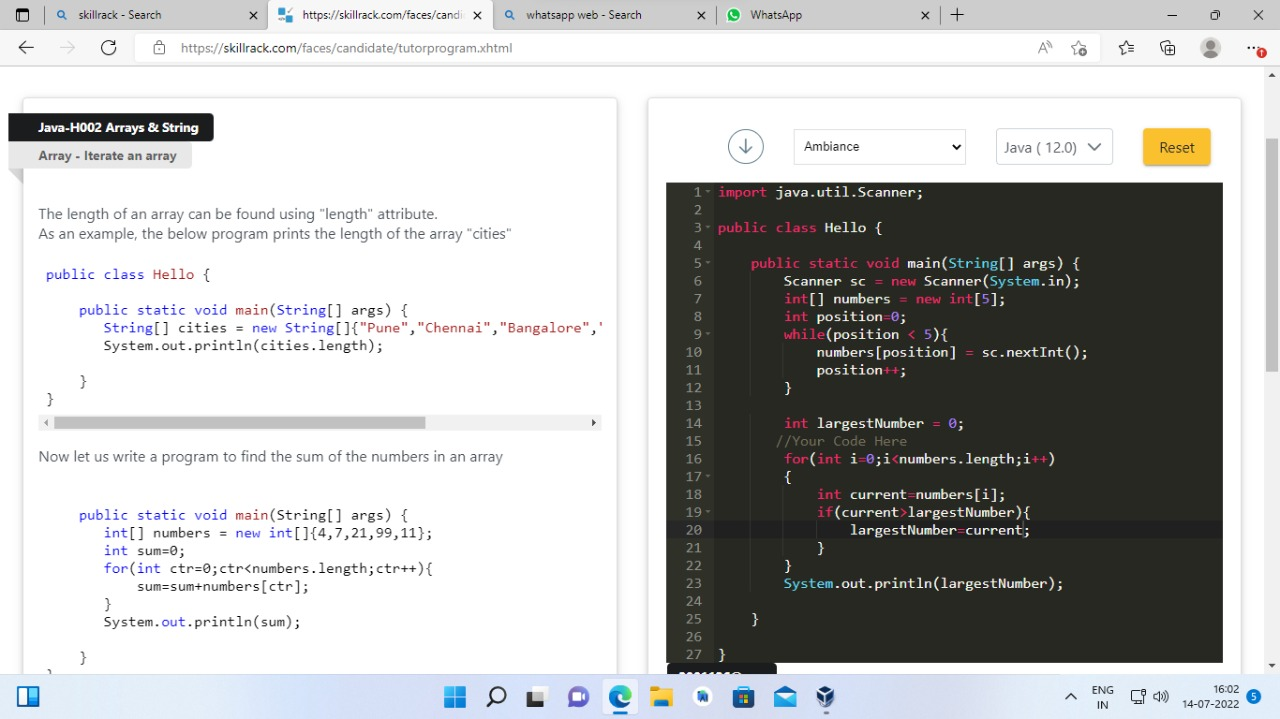 skillrack - Search
https://skillrack.com/faces/candi
whatsapp web - Search
WhatsApp
https://skillrack.com/faces/candidate/tutorprogram.xhtml
Java-H002 Arrays & String
Array - Iterate an array
The length of an array can be found using "length" attribute.
As an example, the below program prints the length of the array "cities"
public class Hello {
public static void main(String[] args) {
String[] cities = new String[]{"Pune","Chennai","Bangalore",'
System.out.println(cities.length);
}
}
Now let us write a program to find the sum of the numbers in an array
public static void main(String[] args) {
int[] numbers = new int[]{4,7,21,99,11};
int sum=0;
for(int ctr=0;ctr<numbers.length;ctr++){
sum=sum+numbers[ctr];
}
System.out.println(sum);
}
Ambiance
Java ( 12.0)
Reset
1 import java.util.Scanner;
2
3 public class Hello {
4
5 public static void main(String[] args) {
6 Scanner sc = new Scanner(System.in);
7 int[] numbers = new int[5];
8 int position=0;
9 while(position < 5){
10 numbers[position] = sc.nextInt();
11 position++;
12 }
13
14 int largestNumber = 0;
15 //Your Code Here
16 for(int i=0;i<numbers.length;i++)
17 {
18 int current=numbers[i];
19 if(current>largestNumber){
20 largestNumber=current;
21 }
22 }
23 System.out.println(largestNumber);
24
25 }
26
27 }
ENG
IN
16:02
14-07-2022
5